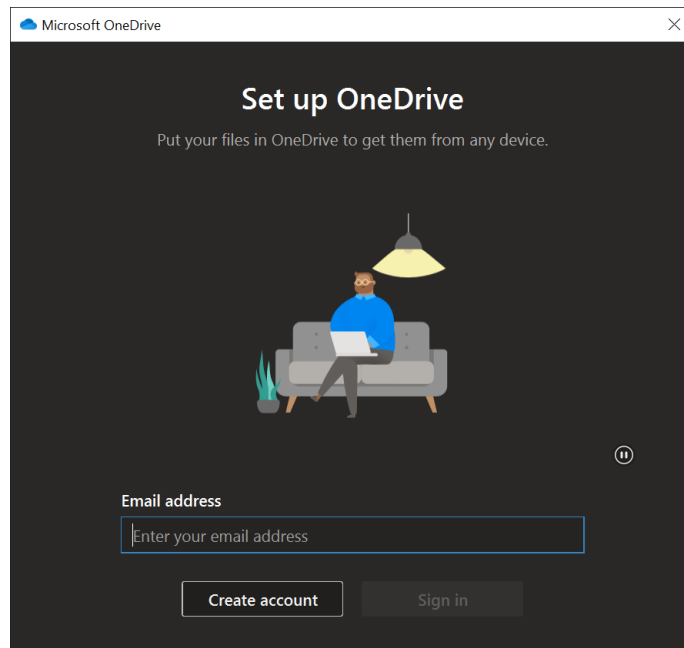 Microsoft OneDrive
Set up OneDrive
Put your files in OneDrive to get them from any device.
Email address
Enter your email address
Create account
Sign in